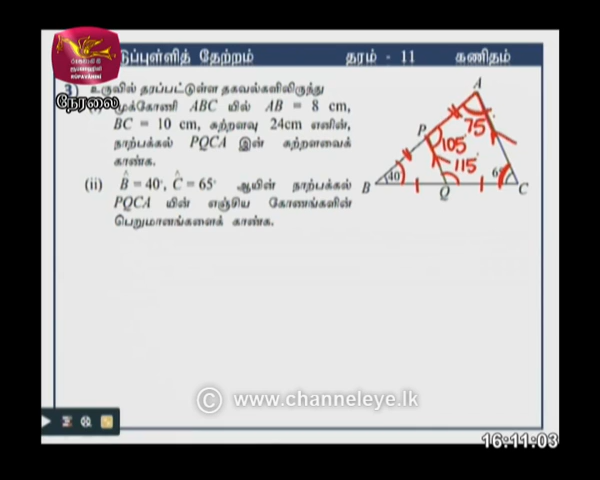 டுப்புள்ளித் தேற்றம் தரம் - 11 கணிதம்
நேரலை
3) உருவில் தரப்பட்டுள்ள தகவல்களிலிருந்து
முக்கோணி ABC யில் AB = 8 cm,
BC = 10 cm, சுற்றளவு 24cm எனின்,
நாற்பக்கல் PQCA இன் சுற்றளவைக்
காண்க.
(ii) B̂ = 40°, Ĉ = 65° ஆயின் நாற்பக்கல்
PQCA யின் எஞ்சிய கோணங்களின்
பெறுமானங்களைக் காண்க.
A
75°
P
105°
115°
B
40
Q
C
© www.channeleye.lk
16:11:03